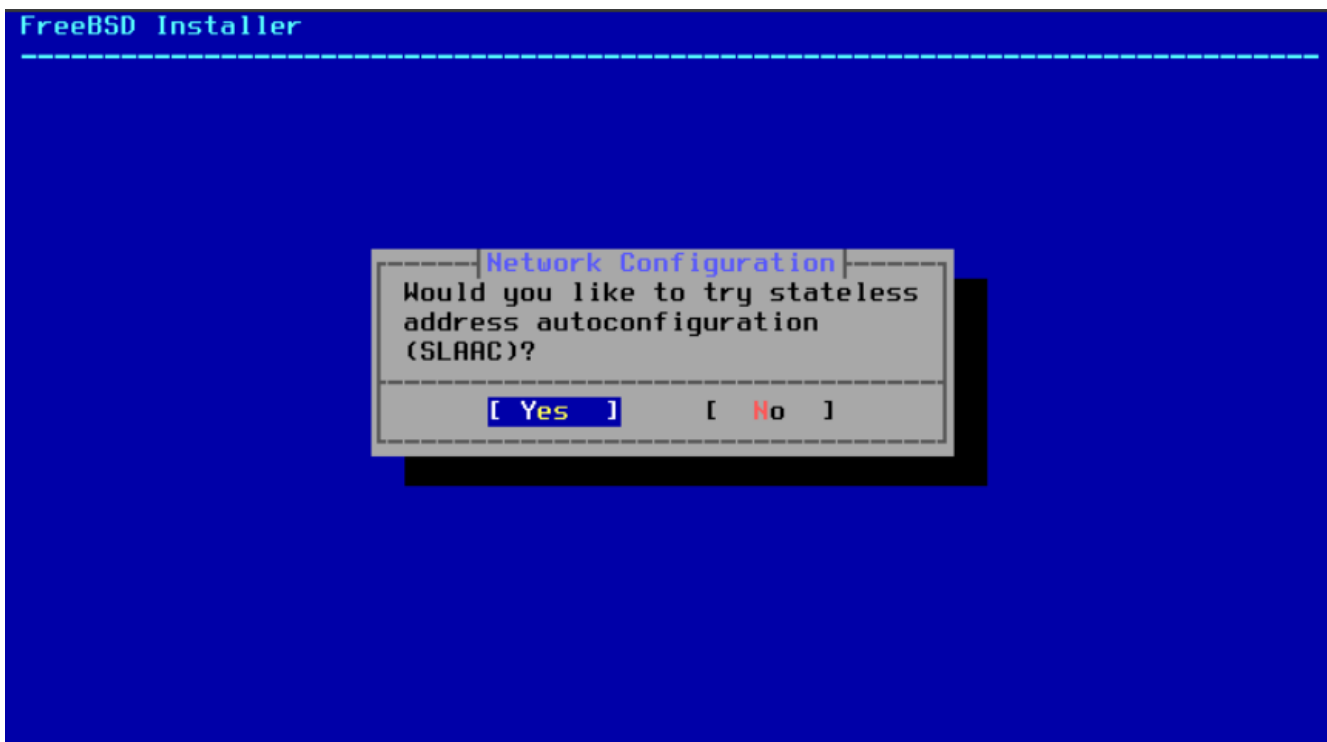 FreeBSD Installer
Network Configuration
Would you like to try stateless
address autoconfiguration
(SLAAC)?
[ Yes ] [ No ]